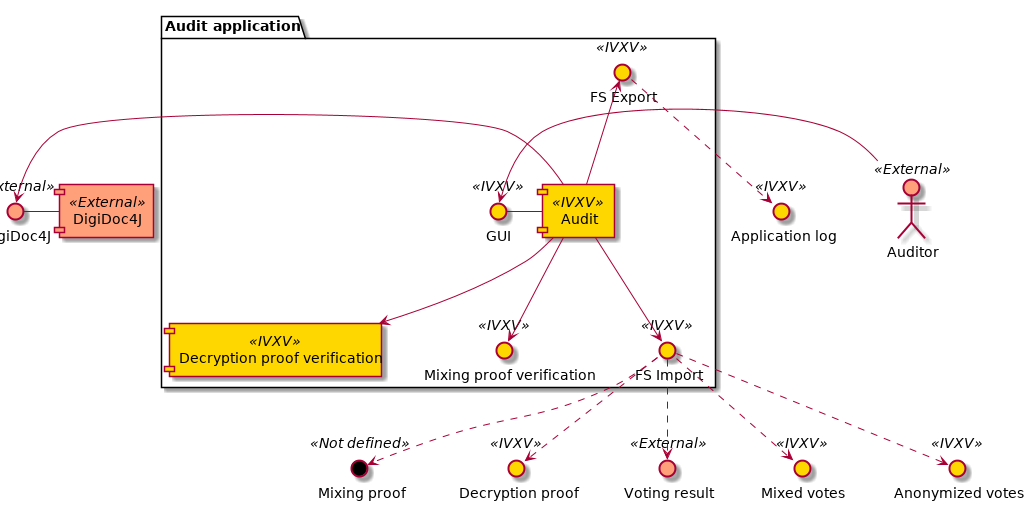 Audit application
«IVXV»
FS Export
«External»
xternal»
«External»
DigiDoc4J
giDoc4J
«IVXV»
GUI
«IVXV»
Audit
«IVXV»
Application log
Auditor
«IVXV»
Decryption proof verification
«IVXV»
Mixing proof verification
«IVXV»
FS Import
«Not defined»
Mixing proof
«IVXV»
Decryption proof
«External»
Voting result
«IVXV»
Mixed votes
«IVXV»
Anonymized votes